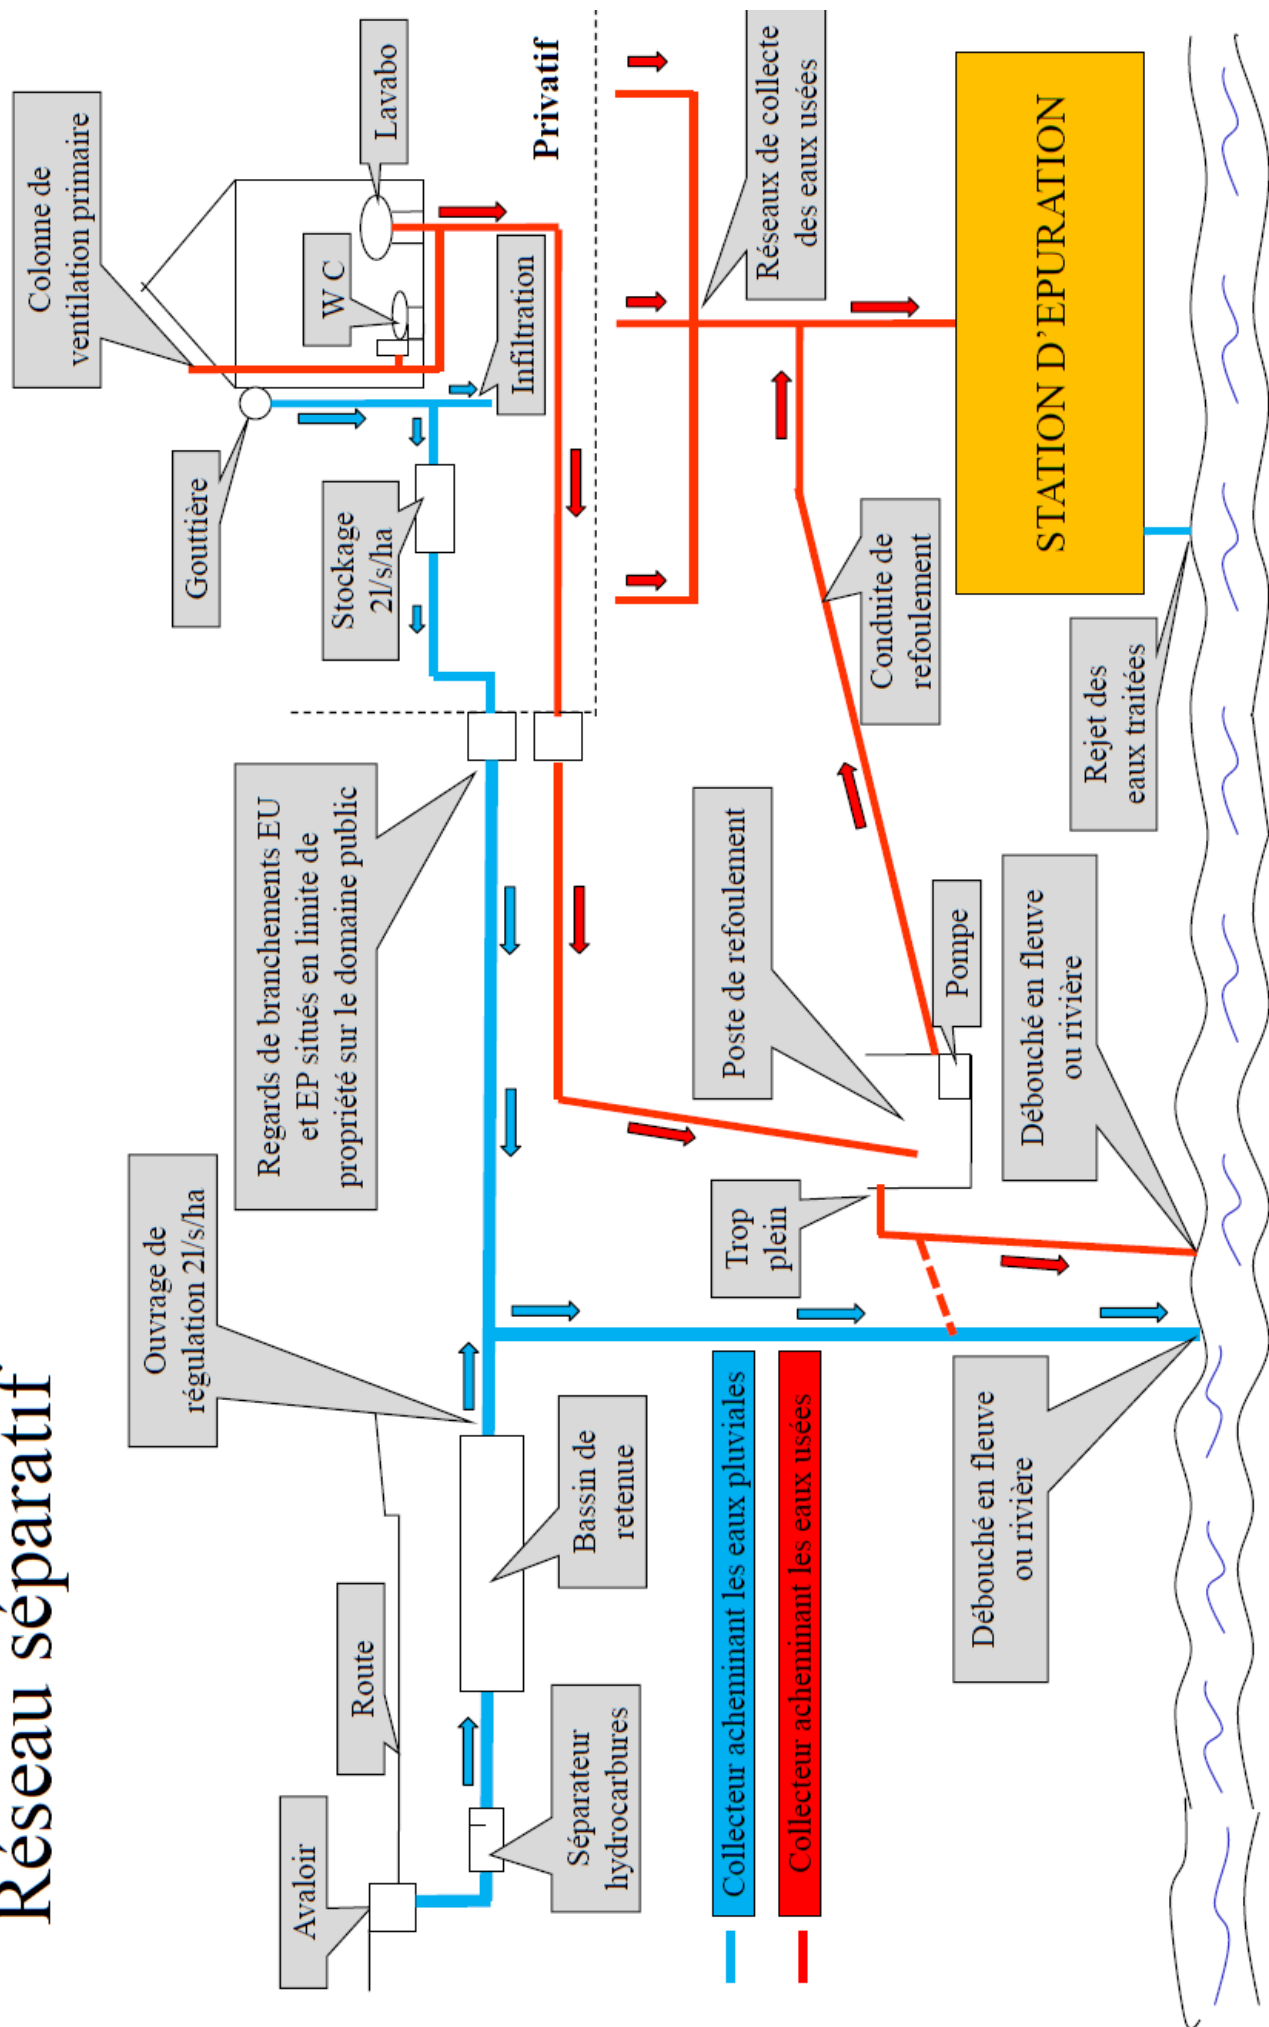 Réseau séparatif
Avaloir
Route
Ouvrage de
régulation 2l/s/ha
Regards de branchements EU
et EP situés en limite de
propriété sur le domaine public
Gouttière
Colonne de
ventilation primaire
Stockage
2l/s/ha
W C
Lavabo
Infiltration
Privatif
Séparateur
hydrocarbures
Bassin de
retenue
Trop
plein
Poste de refoulement
Pompe
Conduite de
refoulement
Réseaux de collecte
des eaux usées
Collecteur acheminant les eaux pluviales
Collecteur acheminant les eaux usées
STATION D’EPURATION
Débouché en fleuve
ou rivière
Débouché en fleuve
ou rivière
Rejet des
eaux traitées